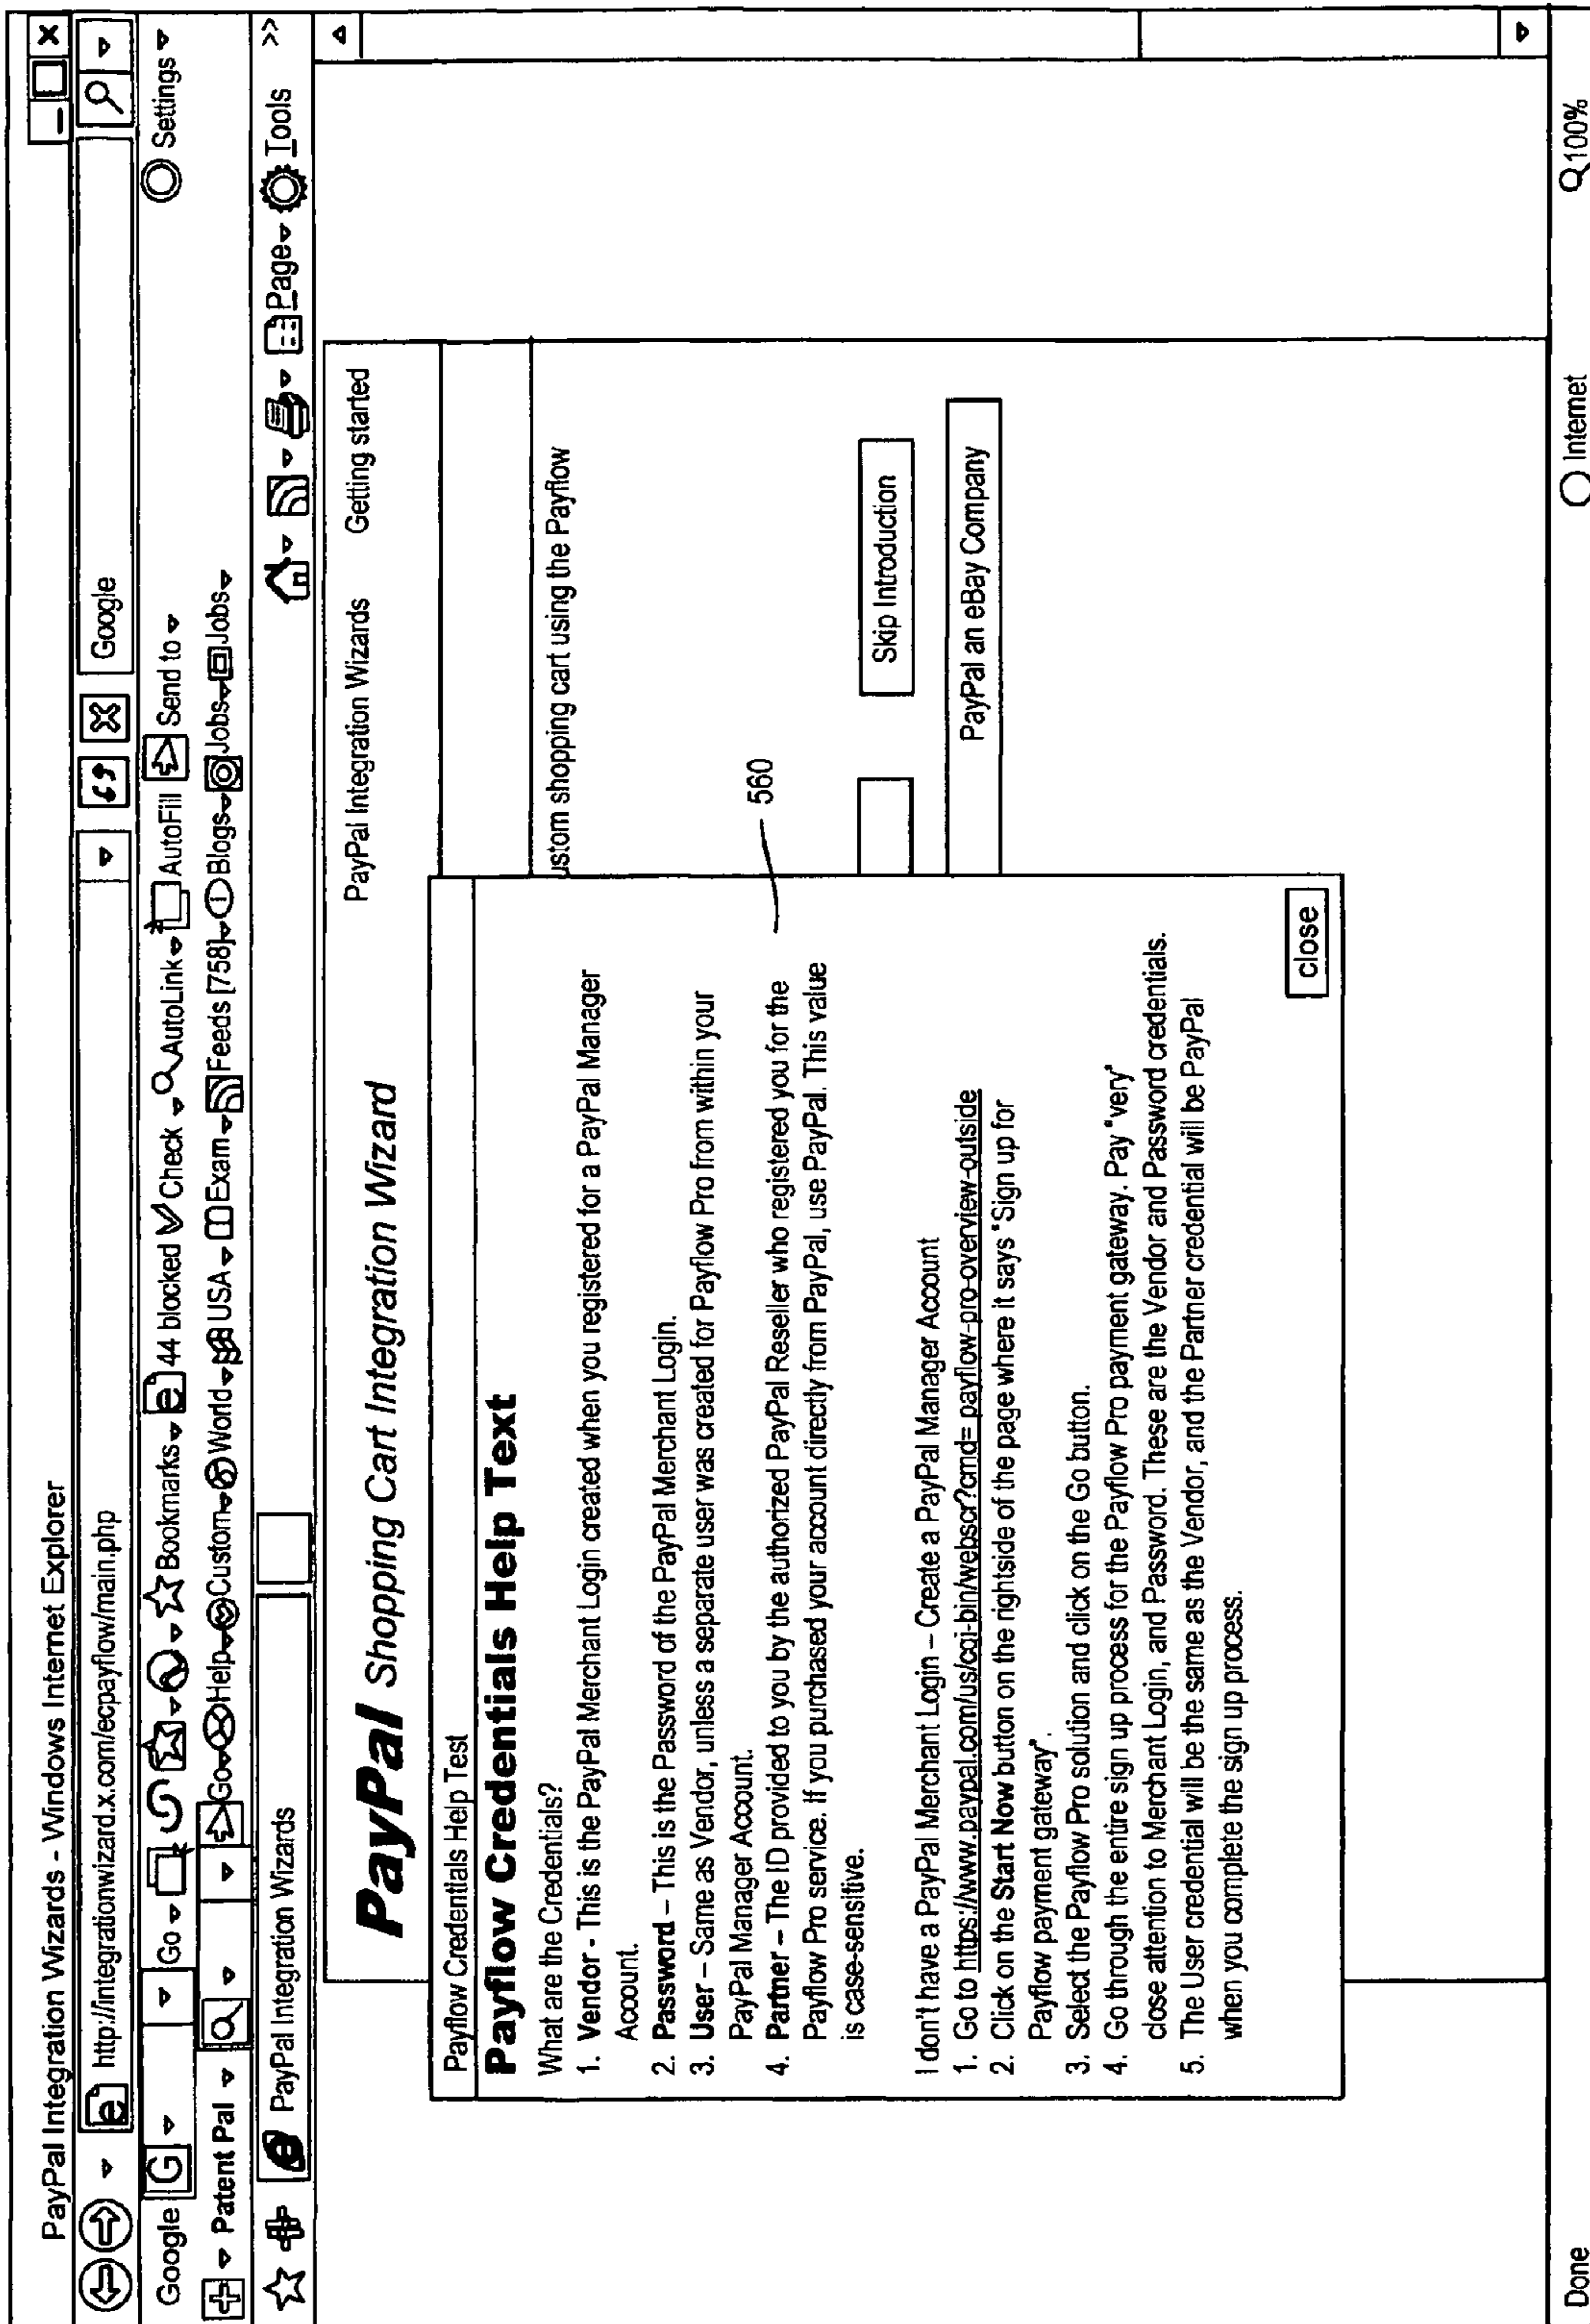 PayPal Integration Wizards - Windows Internet Explorer
http://integrationwizard.x.com/ecpayflow/main.php
Google
Google G Go Bookmarks 44 blocked Check AutoLink AutoFill Send to Settings
Patent Pal Go Help Custom World USA Exam Feeds [758] Blogs Jobs Jobs
PayPal Integration Wizards
Page Tools >>
PayPal Shopping Cart Integration Wizard
PayPal Integration Wizards Getting started
Payflow Credentials Help Test
Payflow Credentials Help Text
ustom shopping cart using the Payflow
What are the Credentials?
1. Vendor - This is the PayPal Merchant Login created when you registered for a PayPal Manager
Account.
2. Password – This is the Password of the PayPal Merchant Login.
3. User – Same as Vendor, unless a separate user was created for Payflow Pro from within your
PayPal Manager Account.
4. Partner – The ID provided to you by the authorized PayPal Reseller who registered you for the
Payflow Pro service. If you purchased your account directly from PayPal, use PayPal. This value
is case-sensitive.
560
Skip Introduction
PayPal an eBay Company
I don't have a PayPal Merchant Login – Create a PayPal Manager Account
1. Go to https://www.paypal.com/us/cgi-bin/webscr?cmd= payflow-pro-overview-outside
2. Click on the Start Now button on the rightside of the page where it says "Sign up for
Payflow payment gateway".
3. Select the Payflow Pro solution and click on the Go button.
4. Go through the entire sign up process for the Payflow Pro payment gateway. Pay "very"
close attention to Merchant Login, and Password. These are the Vendor and Password credentials.
5. The User credential will be the same as the Vendor, and the Partner credential will be PayPal
when you complete the sign up process.
close
Done
Internet
100%